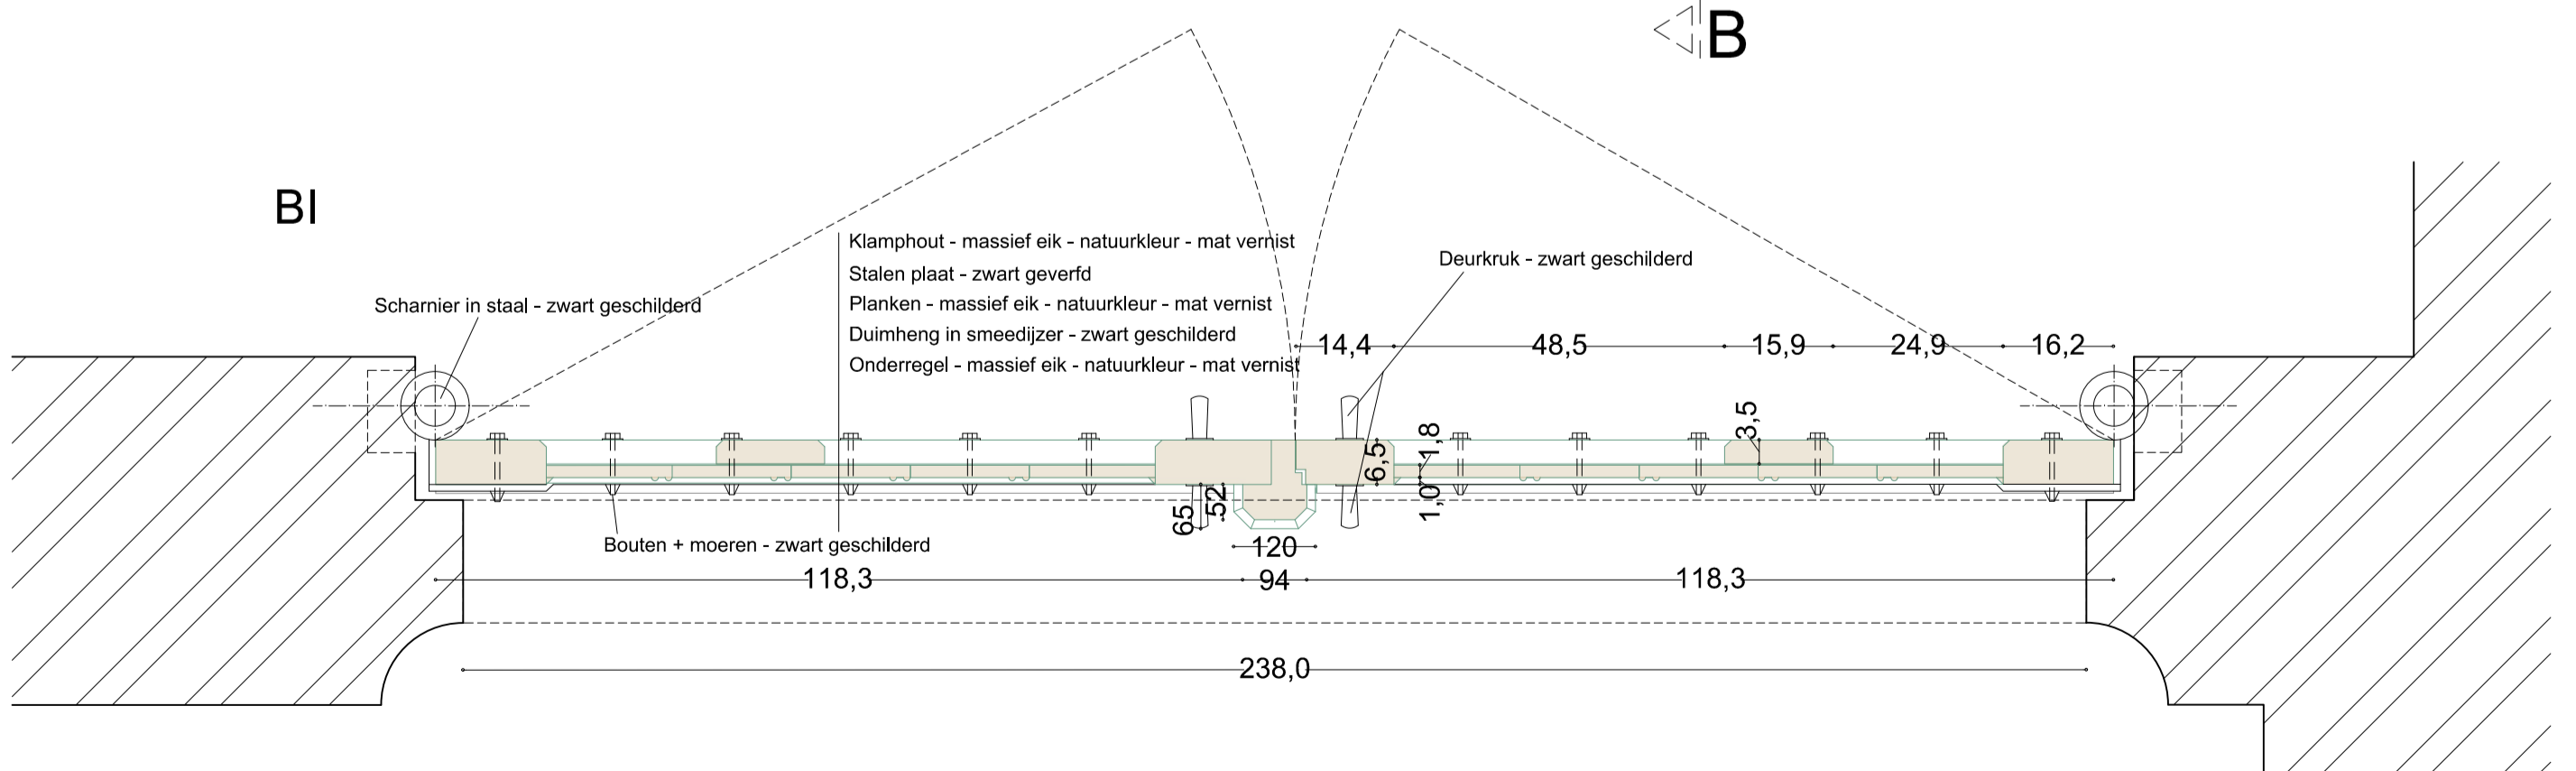 B
BI
Klamphout - massief eik - natuurkleur - mat vernist
Stalen plaat - zwart geverfd
Planken - massief eik - natuurkleur - mat vernist
Duimheng in smeedijzer - zwart geschilderd
Onderregel - massief eik - natuurkleur - mat vernist
Deurkruk - zwart geschilderd
Scharnier in staal - zwart geschilderd
14,4 48,5 15,9 24,9 16,2
3,5
1,8
6,5
1,0
52
65
Bouten + moeren - zwart geschilderd
120
118,3 94 118,3
238,0